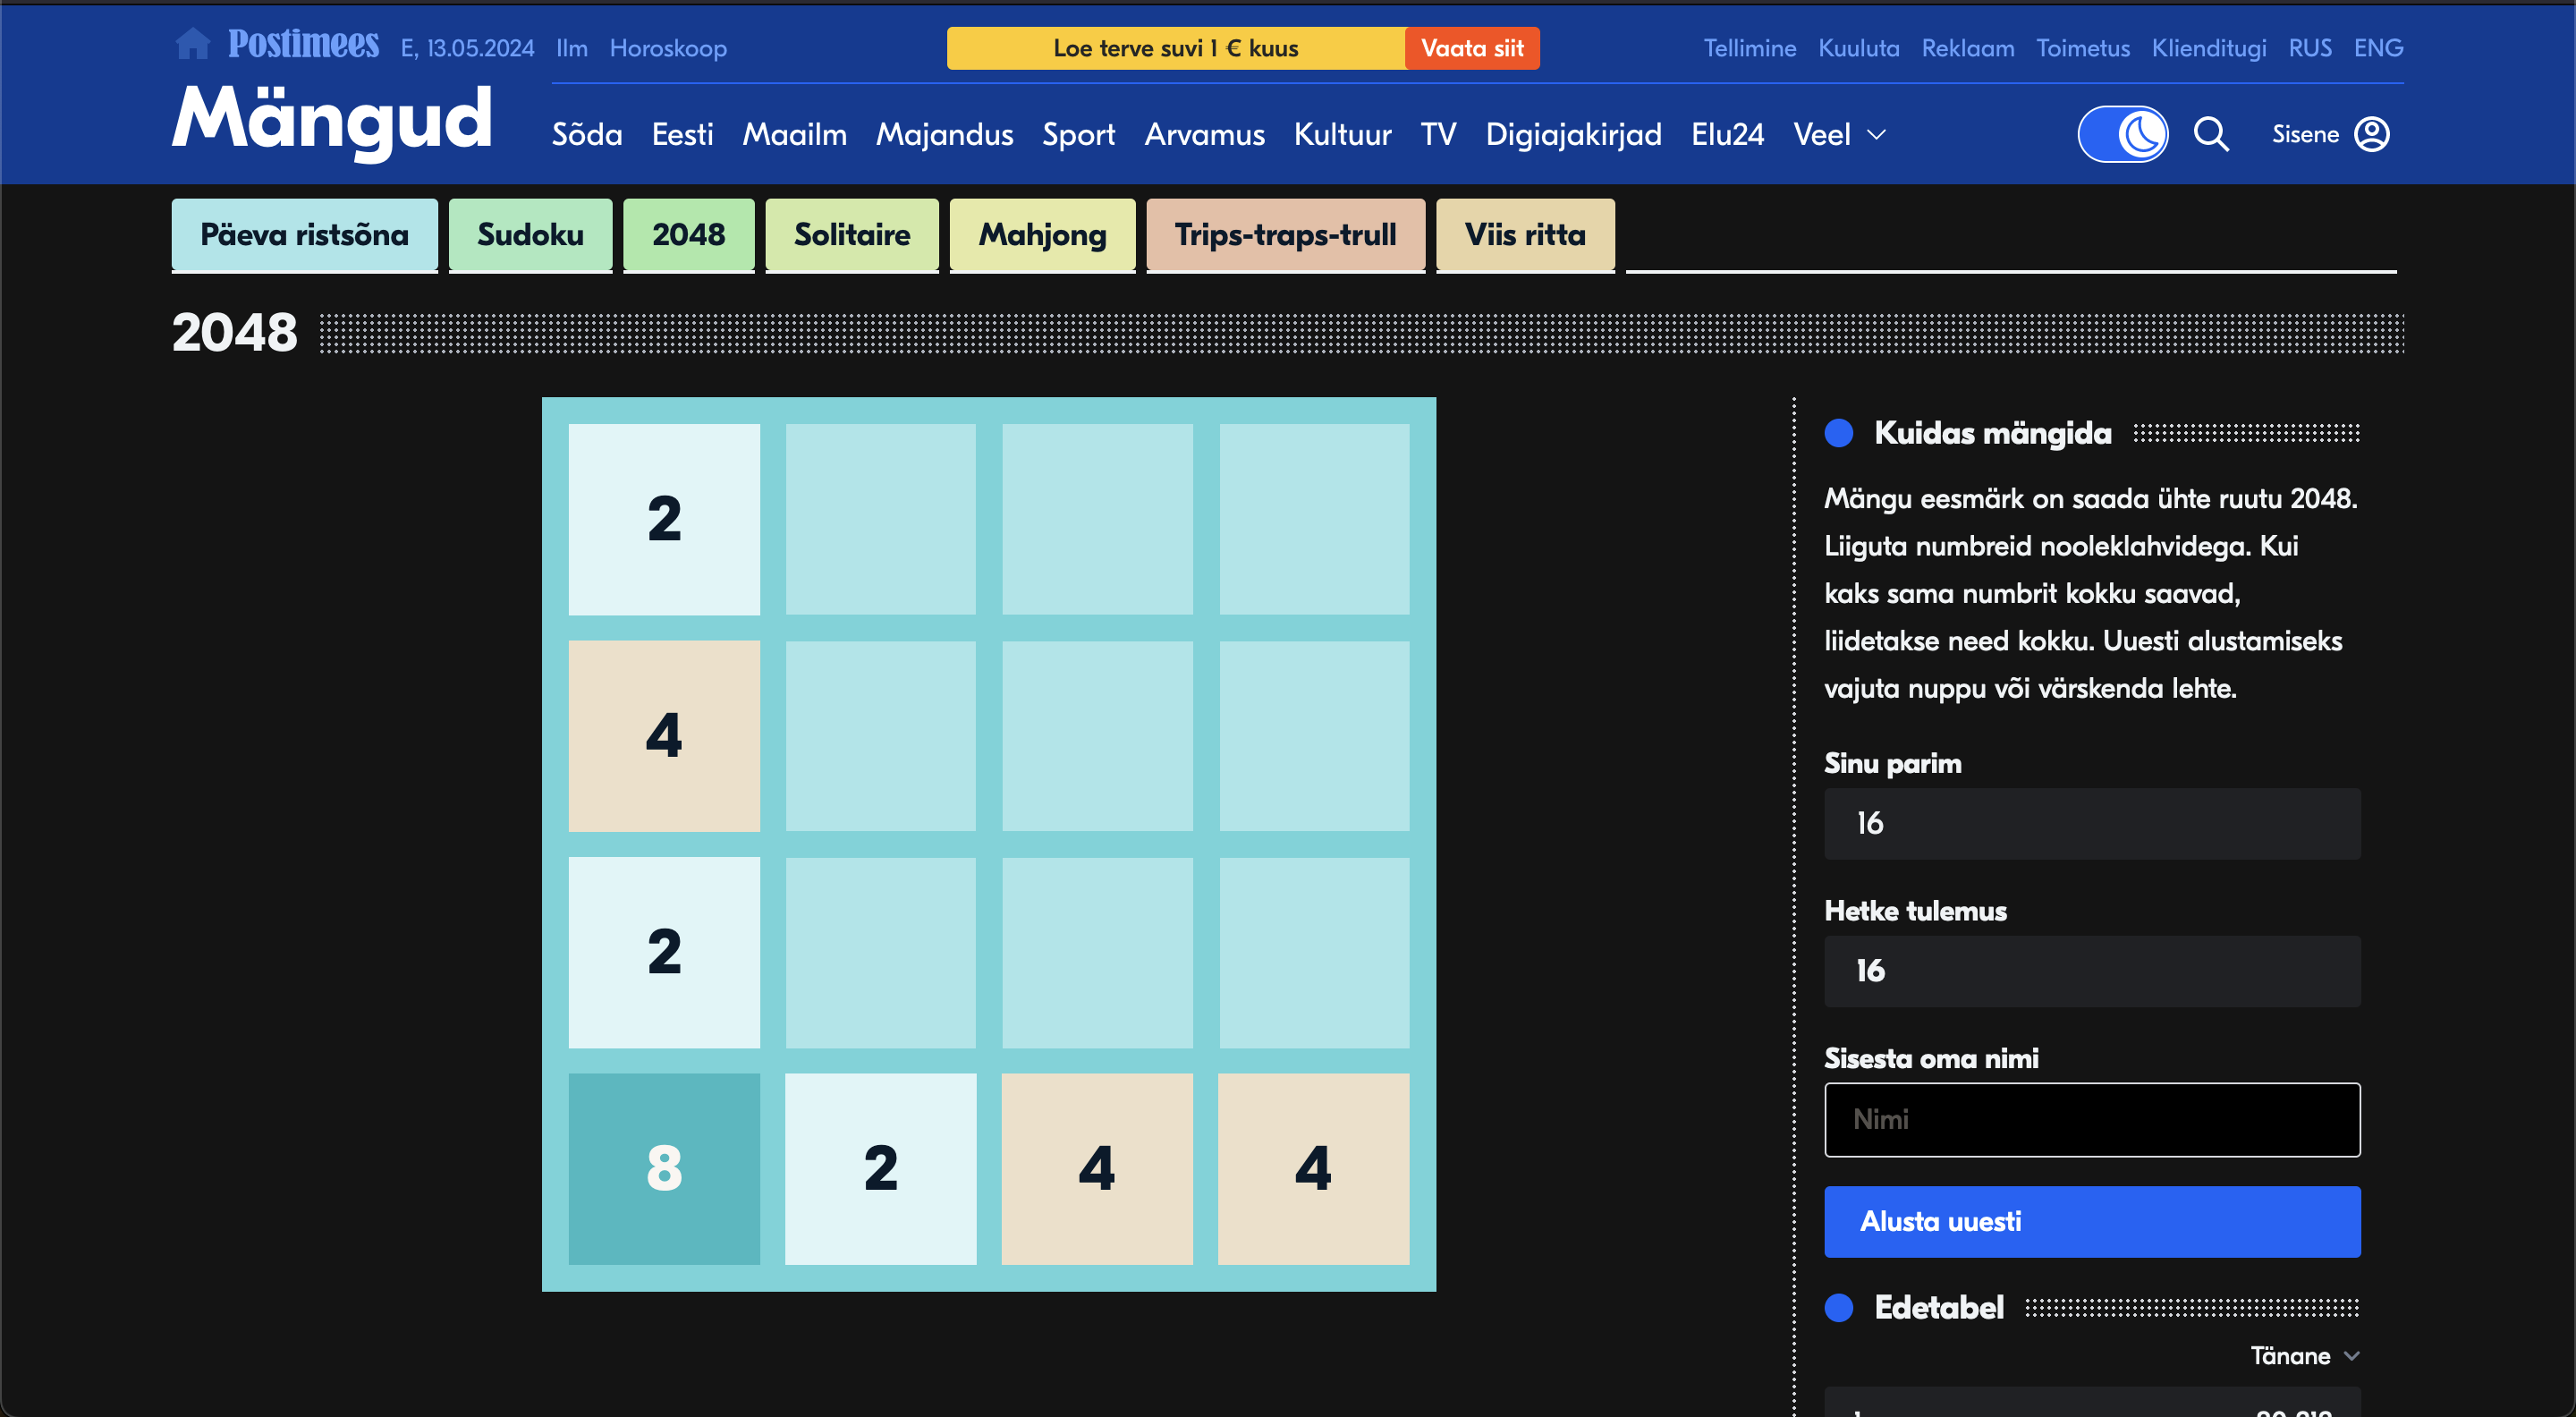 Postimees E, 13.05.2024 Ilm Horoskoop Loe terve suvi 1 € kuus Vaata siit Tellimine Kuuluta Reklaam Toimetus Klienditugi RUS ENG
Mängud Sõda Eesti Maailm Majandus Sport Arvamus Kultuur TV Digiajakirjad Elu24 Veel Sisene
Päeva ristsõna Sudoku 2048 Solitaire Mahjong Trips-traps-trull Viis ritta
2048
2
4
2
8 2 4 4
Kuidas mängida
Mängu eesmärk on saada ühte ruutu 2048.
Liiguta numbreid nooleklahvidega. Kui
kaks sama numbrit kokku saavad,
liidetakse need kokku. Uuesti alustamiseks
vajuta nuppu või värskenda lehte.
Sinu parim
16
Hetke tulemus
16
Sisesta oma nimi
Nimi
Alusta uuesti
Edetabel
Tänane